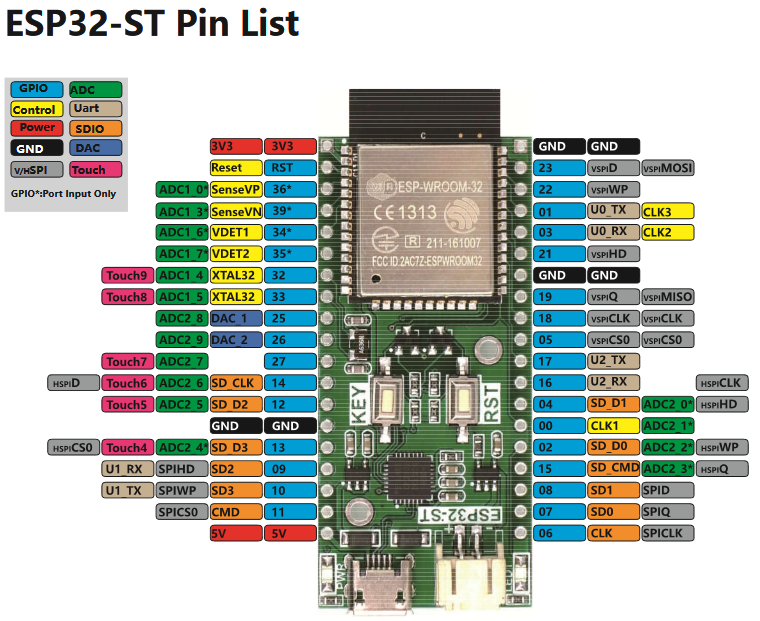 ESP32-ST Pin List
GPIO ADC
Control Uart
Power SDIO
GND DAC
V/HSPI Touch
GPIO*:Port Input Only
3V3 3V3
Reset RST
ADC1_0* SenseVP 36*
ADC1_3* SenseVN 39*
ADC1_6* VDET1 34*
ADC1_7* VDET2 35*
Touch9 ADC1_4 XTAL32 32
Touch8 ADC1_5 XTAL32 33
ADC2_8 DAC_1 25
ADC2_9 DAC_2 26
Touch7 ADC2_7 27
HSPID Touch6 ADC2_6 SD_CLK 14
Touch5 ADC2_5 SD_D2 12
GND GND
HSPICS0 Touch4 ADC2_4* SD_D3 13
U1_RX SPIHD SD2 09
U1_TX SPIWP SD3 10
SPICS0 CMD 11
5V 5V
C
ESP-WROOM-32
CE1313
R 211-161007
FCC ID:2AC7Z-ESPWROOM32
KEY
RST
ESP32-ST
PWR
GND GND
23 VSPID VSPIMOSI
22 VSPIWP
01 U0_TX CLK3
03 U0_RX CLK2
21 VSPIHD
GND GND
19 VSPIQ VSPIMISO
18 VSPICLK VSPICLK
05 VSPICS0 VSPICS0
17 U2_TX
16 U2_RX HSPICLK
04 SD_D1 ADC2_0* HSPIHD
00 CLK1 ADC2_1*
02 SD_D0 ADC2_2* HSPIWP
15 SD_CMD ADC2_3* HSPIQ
08 SD1 SPID
07 SD0 SPIQ
06 CLK SPICLK